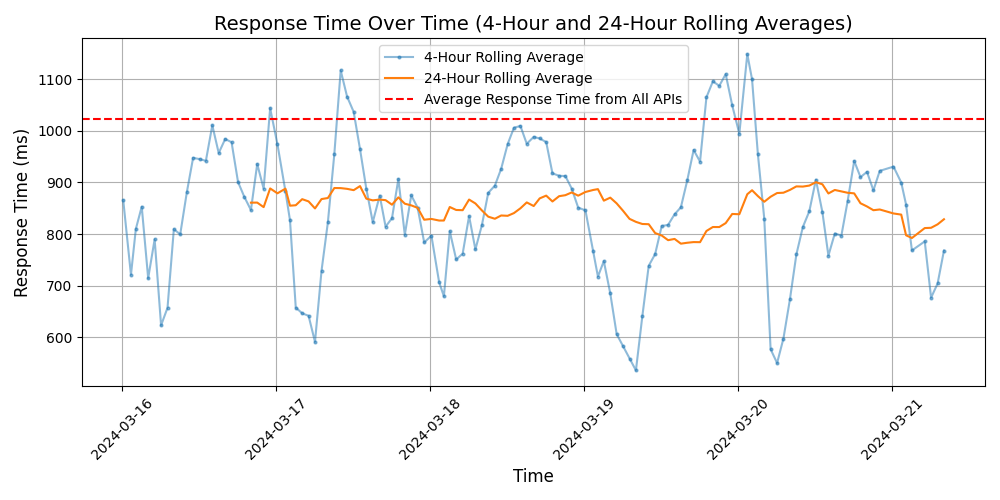 Response Time Over Time (4-Hour and 24-Hour Rolling Averages)
4-Hour Rolling Average
24-Hour Rolling Average
Average Response Time from All APIs
Response Time (ms)
1100
1000
900
800
700
600
2024-03-16
2024-03-17
2024-03-18
2024-03-19
2024-03-20
2024-03-21
Time